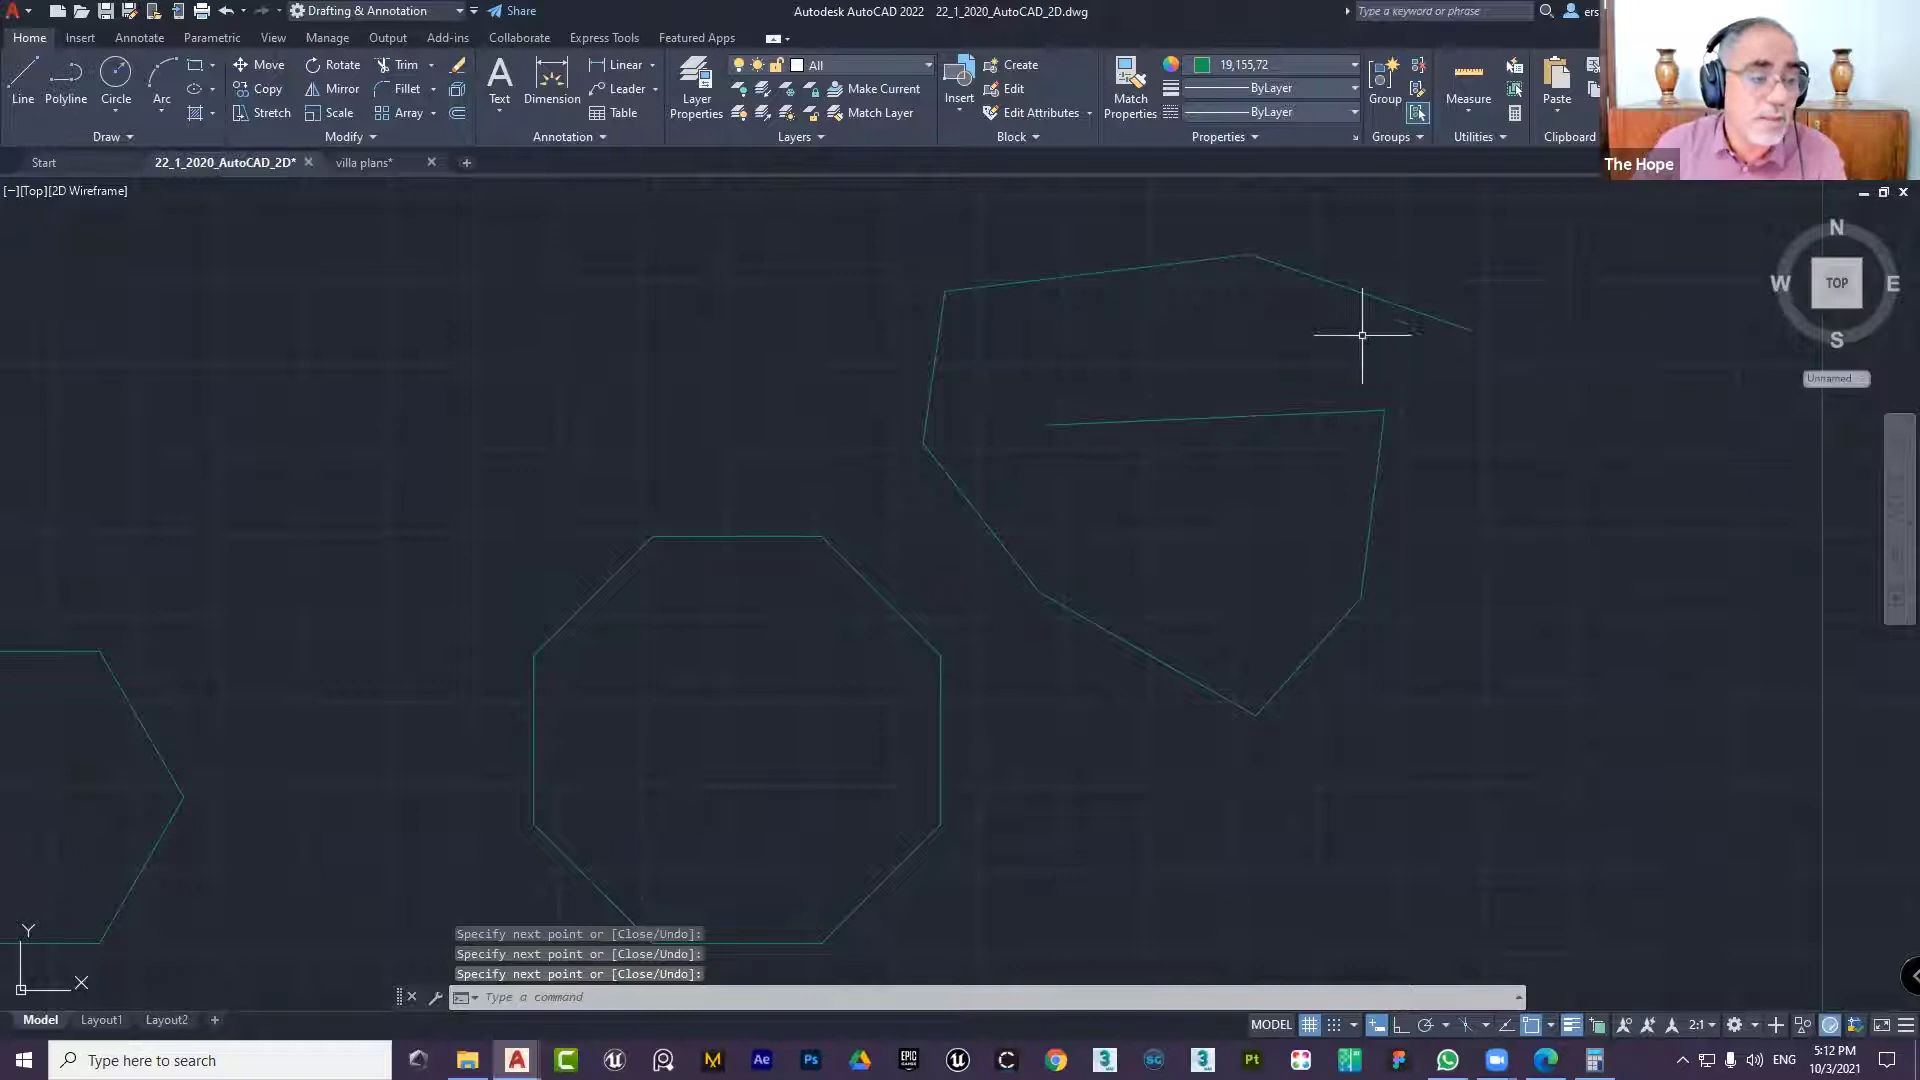 Drafting & Annotation
Share
Autodesk AutoCAD 2022 22_1_2020_AutoCAD_2D.dwg
Type a keyword or phrase
ers
Home Insert Annotate Parametric View Manage Output Add-ins Collaborate Express Tools Featured Apps
Move Rotate Trim
Linear
All
Create
19,155,72
Copy Mirror Fillet
Leader
Make Current
Edit
ByLayer
Line Polyline Circle Arc
Text Dimension
Layer Properties
Insert
Match Properties
Group
Measure
Paste
Stretch Scale Array
Table
Match Layer
Edit Attributes
ByLayer
Draw Modify Annotation Layers Block Properties Groups Utilities Clipboard
The Hope
Start 22_1_2020_AutoCAD_2D* villa plans*
[−][Top][2D Wireframe]
N
W TOP E
S
Unnamed
Y
X
Specify next point or [Close/Undo]:
Specify next point or [Close/Undo]:
Specify next point or [Close/Undo]:
Type a command
Model Layout1 Layout2
MODEL
2:1
Type here to search
ENG
5:12 PM
10/3/2021